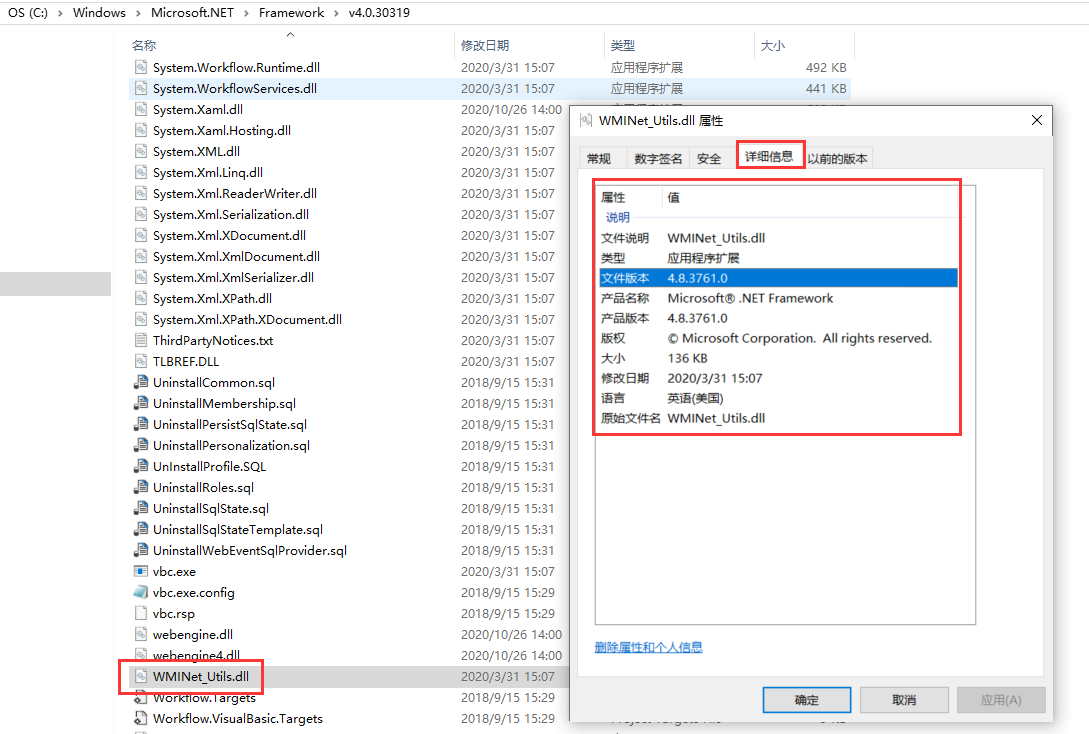 OS (C:) › Windows › Microsoft.NET › Framework › v4.0.30319
名称 修改日期 类型 大小
System.Workflow.Runtime.dll 2020/3/31 15:07 应用程序扩展 492 KB
System.WorkflowServices.dll 2020/3/31 15:07 应用程序扩展 441 KB
System.Xaml.dll 2020/10/26 14:00
System.Xaml.Hosting.dll 2020/3/31 15:07
System.XML.dll 2020/3/31 15:07
System.Xml.Linq.dll 2020/3/31 15:07
System.Xml.ReaderWriter.dll 2020/3/31 15:07
System.Xml.Serialization.dll 2020/3/31 15:07
System.Xml.XDocument.dll 2020/3/31 15:07
System.Xml.XmlDocument.dll 2020/3/31 15:07
System.Xml.XmlSerializer.dll 2020/3/31 15:07
System.Xml.XPath.dll 2020/3/31 15:07
System.Xml.XPath.XDocument.dll 2020/3/31 15:07
ThirdPartyNotices.txt 2020/3/31 15:07
TLBREF.DLL 2020/3/31 15:07
UninstallCommon.sql 2018/9/15 15:31
UninstallMembership.sql 2018/9/15 15:31
UninstallPersistSqlState.sql 2018/9/15 15:31
UninstallPersonalization.sql 2018/9/15 15:31
UnInstallProfile.SQL 2018/9/15 15:31
UninstallRoles.sql 2018/9/15 15:31
UninstallSqlState.sql 2018/9/15 15:31
UninstallSqlStateTemplate.sql 2018/9/15 15:31
UninstallWebEventSqlProvider.sql 2018/9/15 15:31
vbc.exe 2020/3/31 15:07
vbc.exe.config 2018/9/15 15:29
vbc.rsp 2018/9/15 15:29
webengine.dll 2020/10/26 14:00
webengine4.dll 2020/10/26 14:00
WMINet_Utils.dll 2020/3/31 15:07
Workflow.Targets 2018/9/15 15:29
Workflow.VisualBasic.Targets 2018/9/15 15:29
WMINet_Utils.dll 属性
常规 数字签名 安全 详细信息 以前的版本
属性 值
说明
文件说明 WMINet_Utils.dll
类型 应用程序扩展
文件版本 4.8.3761.0
产品名称 Microsoft® .NET Framework
产品版本 4.8.3761.0
版权 © Microsoft Corporation. All rights reserved.
大小 136 KB
修改日期 2020/3/31 15:07
语言 英语(美国)
原始文件名 WMINet_Utils.dll
删除属性和个人信息
确定 取消 应用(A)